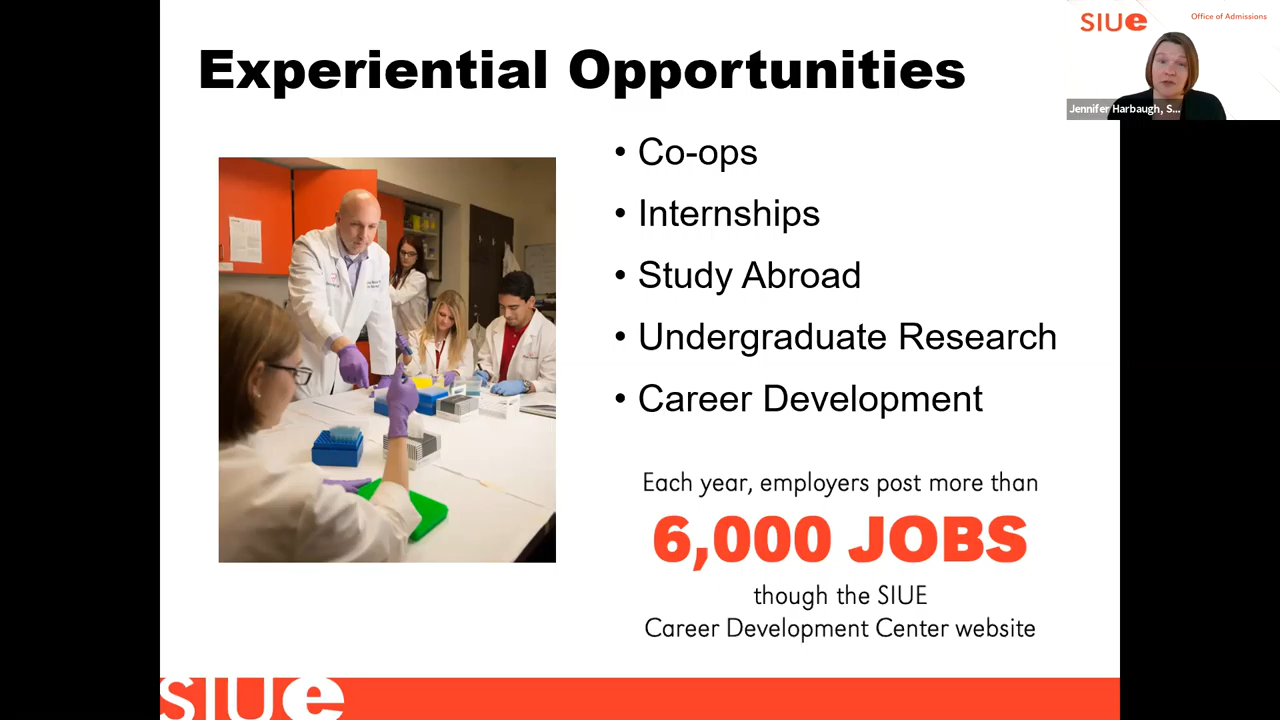 Experiential Opportunities
SIUe
Office of Admissions
Jennifer Harbaugh, S...
• Co-ops
• Internships
• Study Abroad
• Undergraduate Research
• Career Development
Each year, employers post more than
6,000 JOBS
though the SIUE
Career Development Center website
SIUe